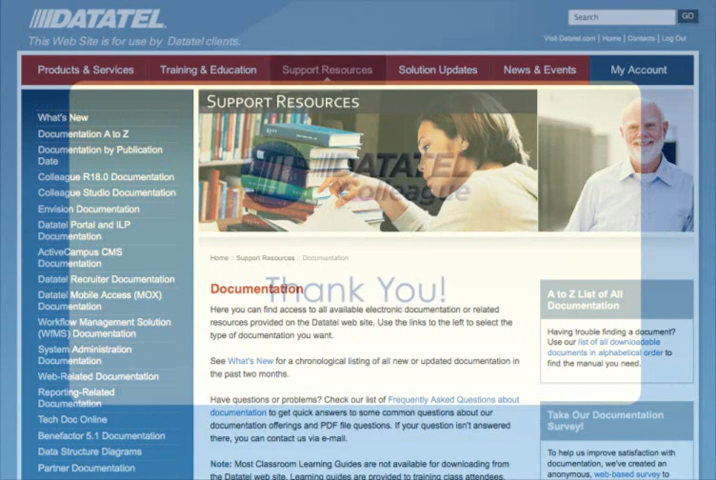 DATATEL.
Search
GO
This Web Site is for use by Datatel clients.
Visit Datatel.com | Home | Contacts | Log Out
Products & Services
Training & Education
Support Resources
Solution Updates
News & Events
My Account
What's New
Documentation A to Z
Documentation by Publication
Date
Colleague R18.0 Documentation
Colleague Studio Documentation
Envision Documentation
Datatel Portal and ILP
Documentation
ActiveCampus CMS
Documentation
Datatel Recruiter Documentation
Datatel Mobile Access (MOX)
Documentation
Workflow Management Solution
(WfMS) Documentation
System Administration
Documentation
Web-Related Documentation
Reporting-Related
Documentation
Tech Doc Online
Benefactor 5.1 Documentation
Data Structure Diagrams
Partner Documentation
SUPPORT RESOURCES
DATATEL
Colleague
Home :: Support Resources :: Documentation
Thank You!
Documentation
Here you can find access to all available electronic documentation or related
resources provided on the Datatel web site. Use the links to the left to select the
type of documentation you want.
See What's New for a chronological listing of all new or updated documentation in
the past two months.
Have questions or problems? Check our list of Frequently Asked Questions about
documentation to get quick answers to some common questions about our
documentation offerings and PDF file questions. If your question isn't answered
there, you can contact us via e-mail.
Note: Most Classroom Learning Guides are not available for downloading from
the Datatel web site. Learning guides are provided to training class attendees.
A to Z List of All
Documentation
Having trouble finding a document?
Use our list of all downloadable
documents in alphabetical order to
find the manual you need.
Take Our Documentation
Survey!
To help us improve satisfaction with
documentation, we've created an
anonymous, web-based survey to